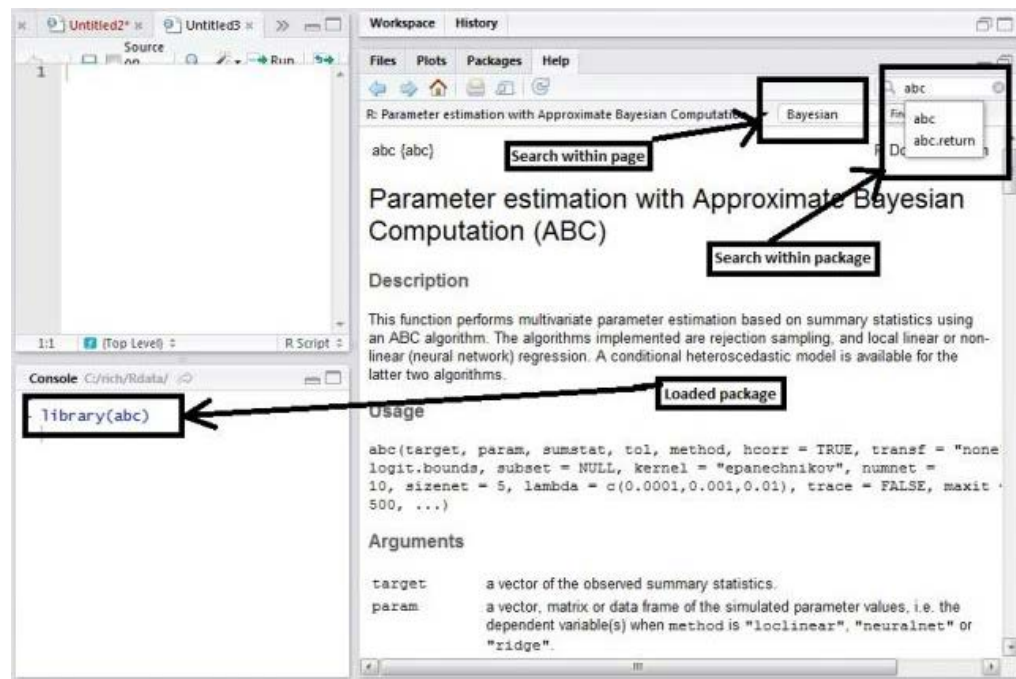 Untitled2*
Untitled3
Source
on
Run
1
1:1
(Top Level)
R Script
Console C:/rich/Rdata/
library(abc)
Workspace History
Files Plots Packages Help
abc
abc
abc.return
R: Parameter estimation with Approximate Bayesian
Bayesian
Search within page
abc {abc}
Parameter estimation with Approximate Bayesian
Computation (ABC)
Search within package
Description
This function performs multivariate parameter estimation based on summary statistics using
an ABC algorithm. The algorithms implemented are rejection sampling, and local linear or non-
linear (neural network) regression. A conditional heteroscedastic model is available for the
latter two algorithms.
Loaded package
Usage
abc(target, param, sumstat, tol, method, hcorr = TRUE, transf = "none
logit.bounds, subset = NULL, kernel = "epanechnikov", numnet =
10, sizenet = 5, lambda = c(0.0001,0.001,0.01), trace = FALSE, maxit
500, ...)
Arguments
target a vector of the observed summary statistics.
param a vector, matrix or data frame of the simulated parameter values, i.e. the
dependent variable(s) when method is "loclinear", "neuralnet" or
"ridge".